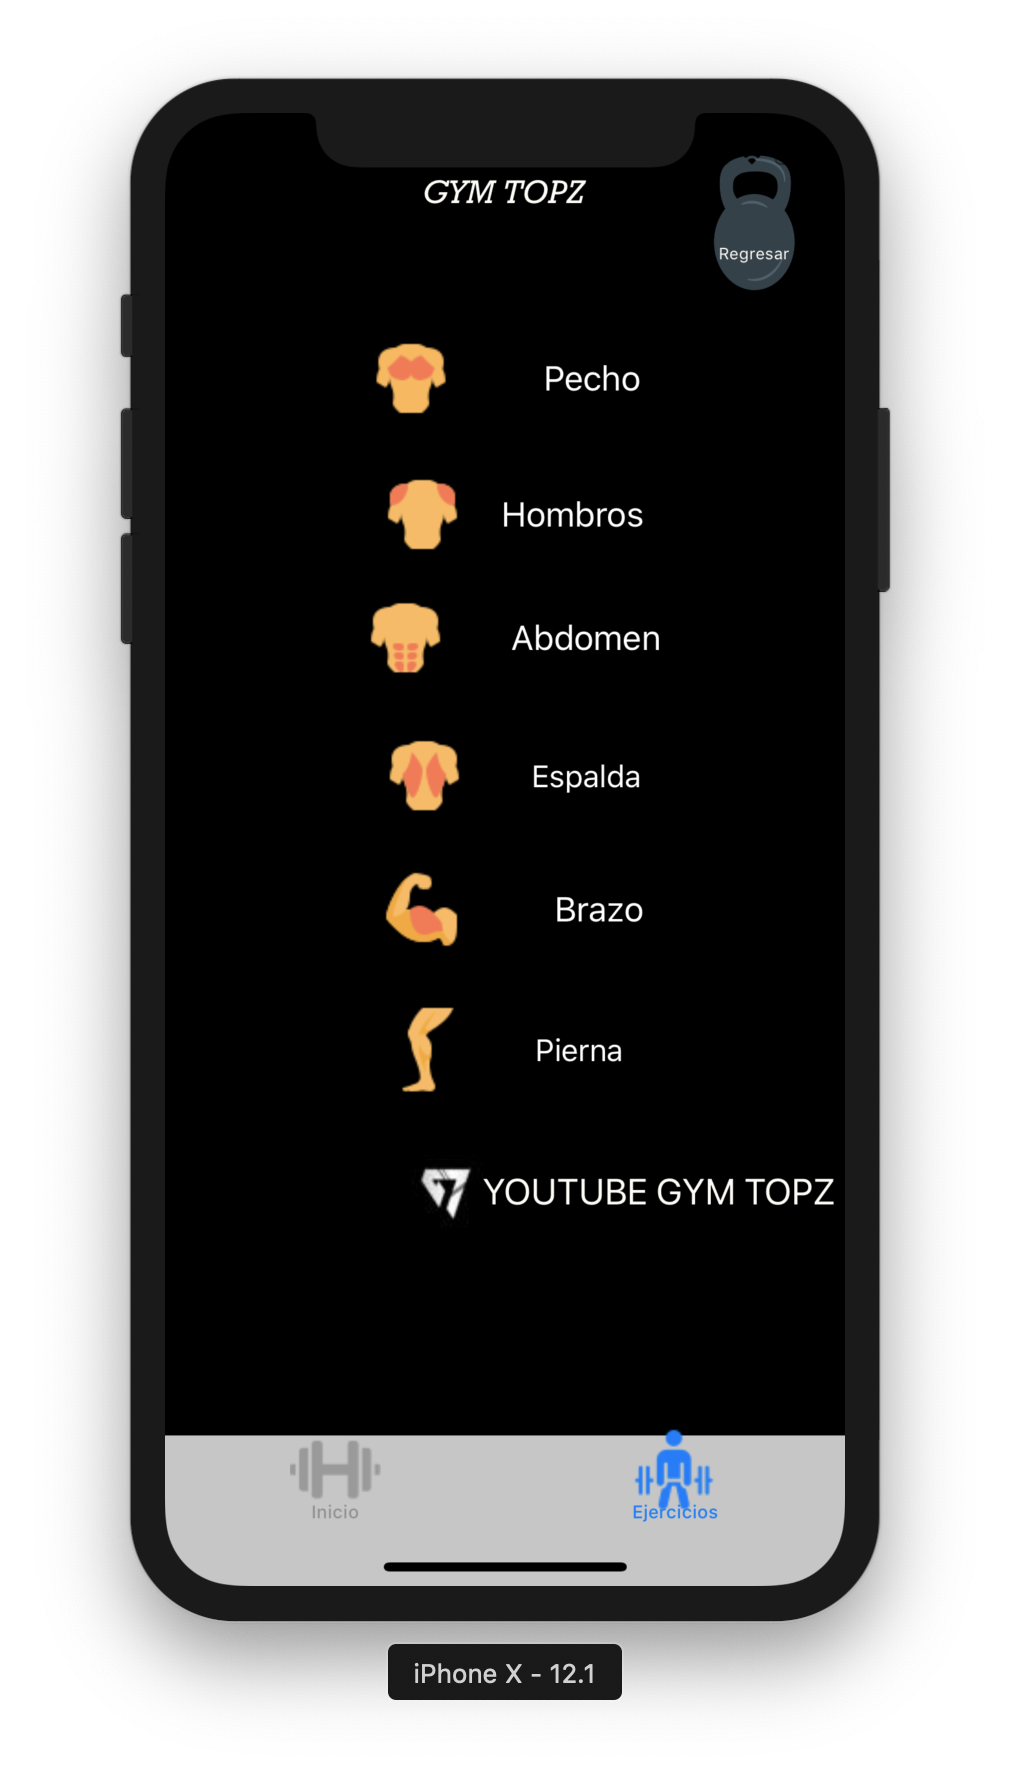 GYM TOPZ
Regresar
Pecho
Hombros
Abdomen
Espalda
Brazo
Pierna
YOUTUBE GYM TOPZ
Inicio
Ejercicios
iPhone X - 12.1